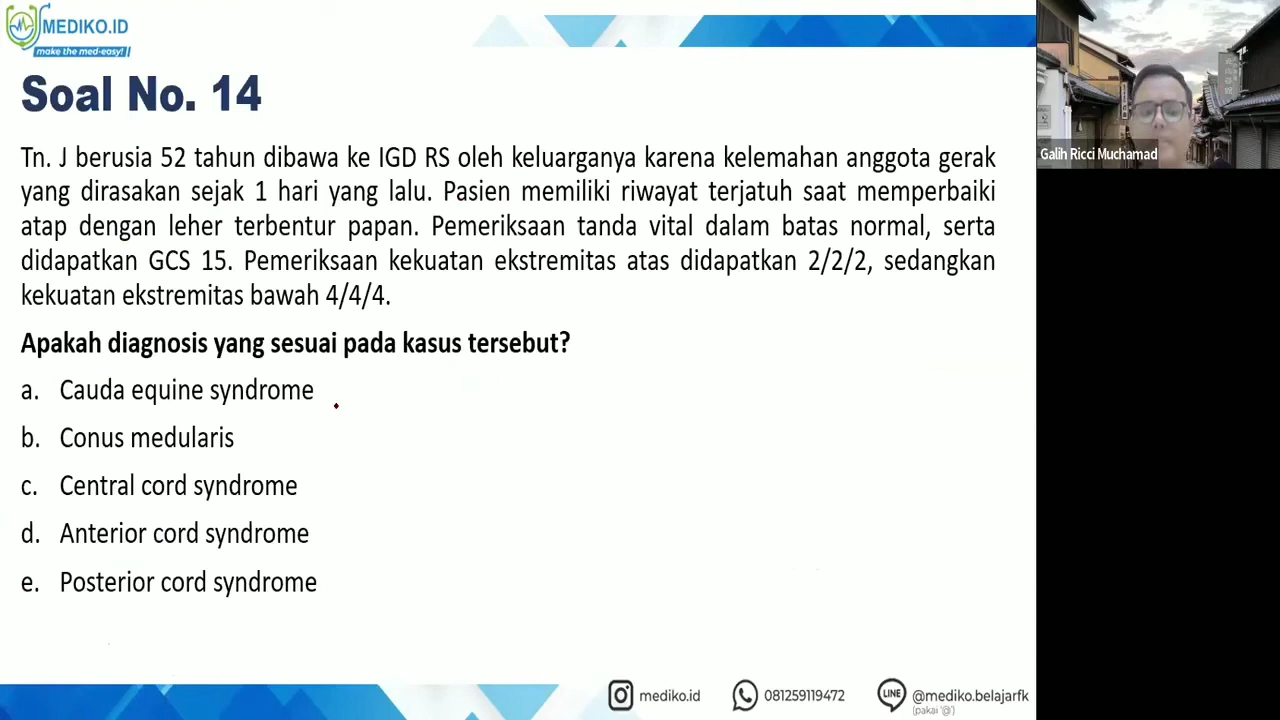 MEDIKO.ID
make the med-easy!
Soal No. 14
Tn. J berusia 52 tahun dibawa ke IGD RS oleh keluarganya karena kelemahan anggota gerak
yang dirasakan sejak 1 hari yang lalu. Pasien memiliki riwayat terjatuh saat memperbaiki
atap dengan leher terbentur papan. Pemeriksaan tanda vital dalam batas normal, serta
didapatkan GCS 15. Pemeriksaan kekuatan ekstremitas atas didapatkan 2/2/2, sedangkan
kekuatan ekstremitas bawah 4/4/4.
Apakah diagnosis yang sesuai pada kasus tersebut?
a. Cauda equine syndrome
b. Conus medularis
c. Central cord syndrome
d. Anterior cord syndrome
e. Posterior cord syndrome
Galih Ricci Muchamad
mediko.id
081259119472
LINE
@mediko.belajarfk
(pakai '@')